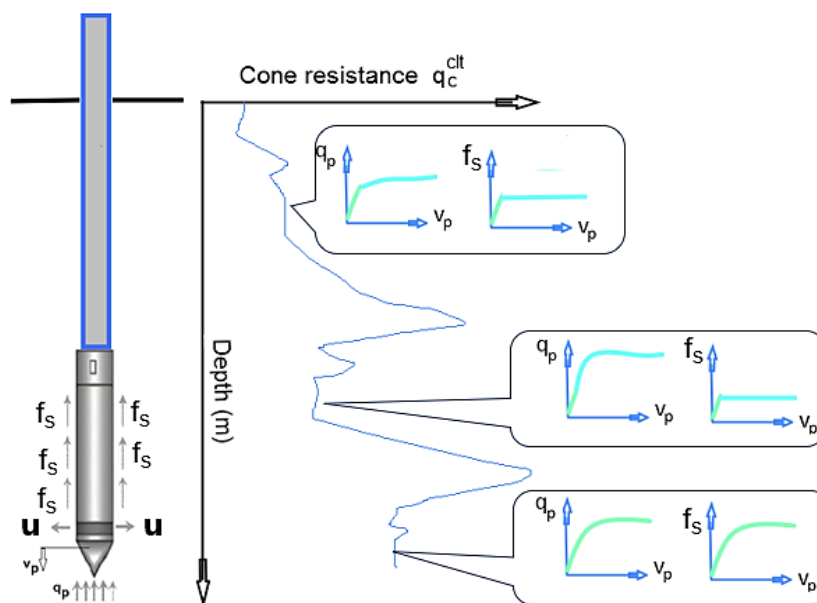 Cone resistance q_c^clt
q_p
f_S
v_p
v_p
Depth (m)
q_p
f_S
v_p
v_p
f_S
f_S
f_S
f_S
f_S
u
u
v_p
q_p
q_p
f_S
v_p
v_p